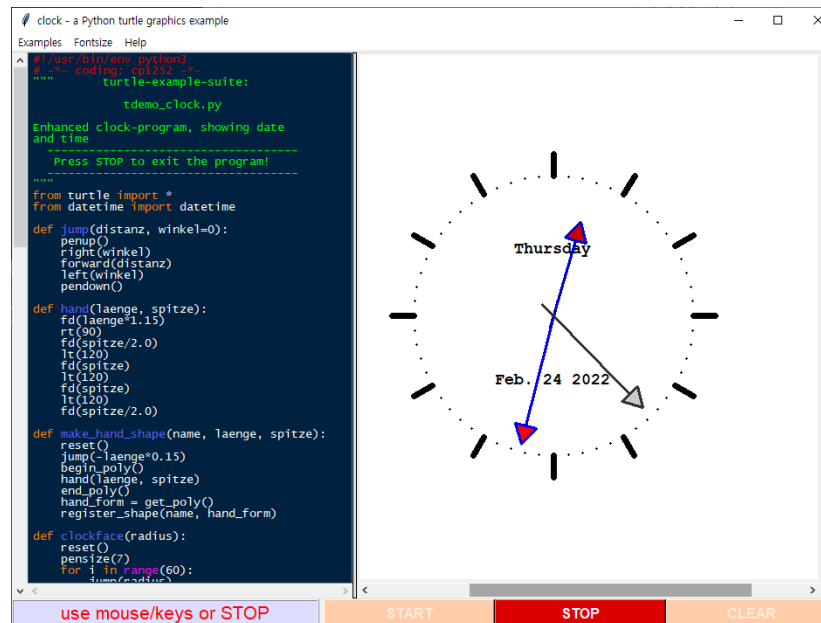 clock - a Python turtle graphics example
Examples Fontsize Help
#!/usr/bin/env python3
# -*- coding: cp1252 -*-
""" turtle-example-suite:
tdemo_clock.py
Enhanced clock-program, showing date
and time
------------------------------------
Press STOP to exit the program!
------------------------------------
"""
from turtle import *
from datetime import datetime
def jump(distanz, winkel=0):
penup()
right(winkel)
forward(distanz)
left(winkel)
pendown()
def hand(laenge, spitze):
fd(laenge*1.15)
rt(90)
fd(spitze/2.0)
lt(120)
fd(spitze)
lt(120)
fd(spitze)
lt(120)
fd(spitze/2.0)
def make_hand_shape(name, laenge, spitze):
reset()
jump(-laenge*0.15)
begin_poly()
hand(laenge, spitze)
end_poly()
hand_form = get_poly()
register_shape(name, hand_form)
def clockface(radius):
reset()
pensize(7)
for i in range(60):
jump(radius)
Thursday
Feb. 24 2022
use mouse/keys or STOP
START
STOP
CLEAR